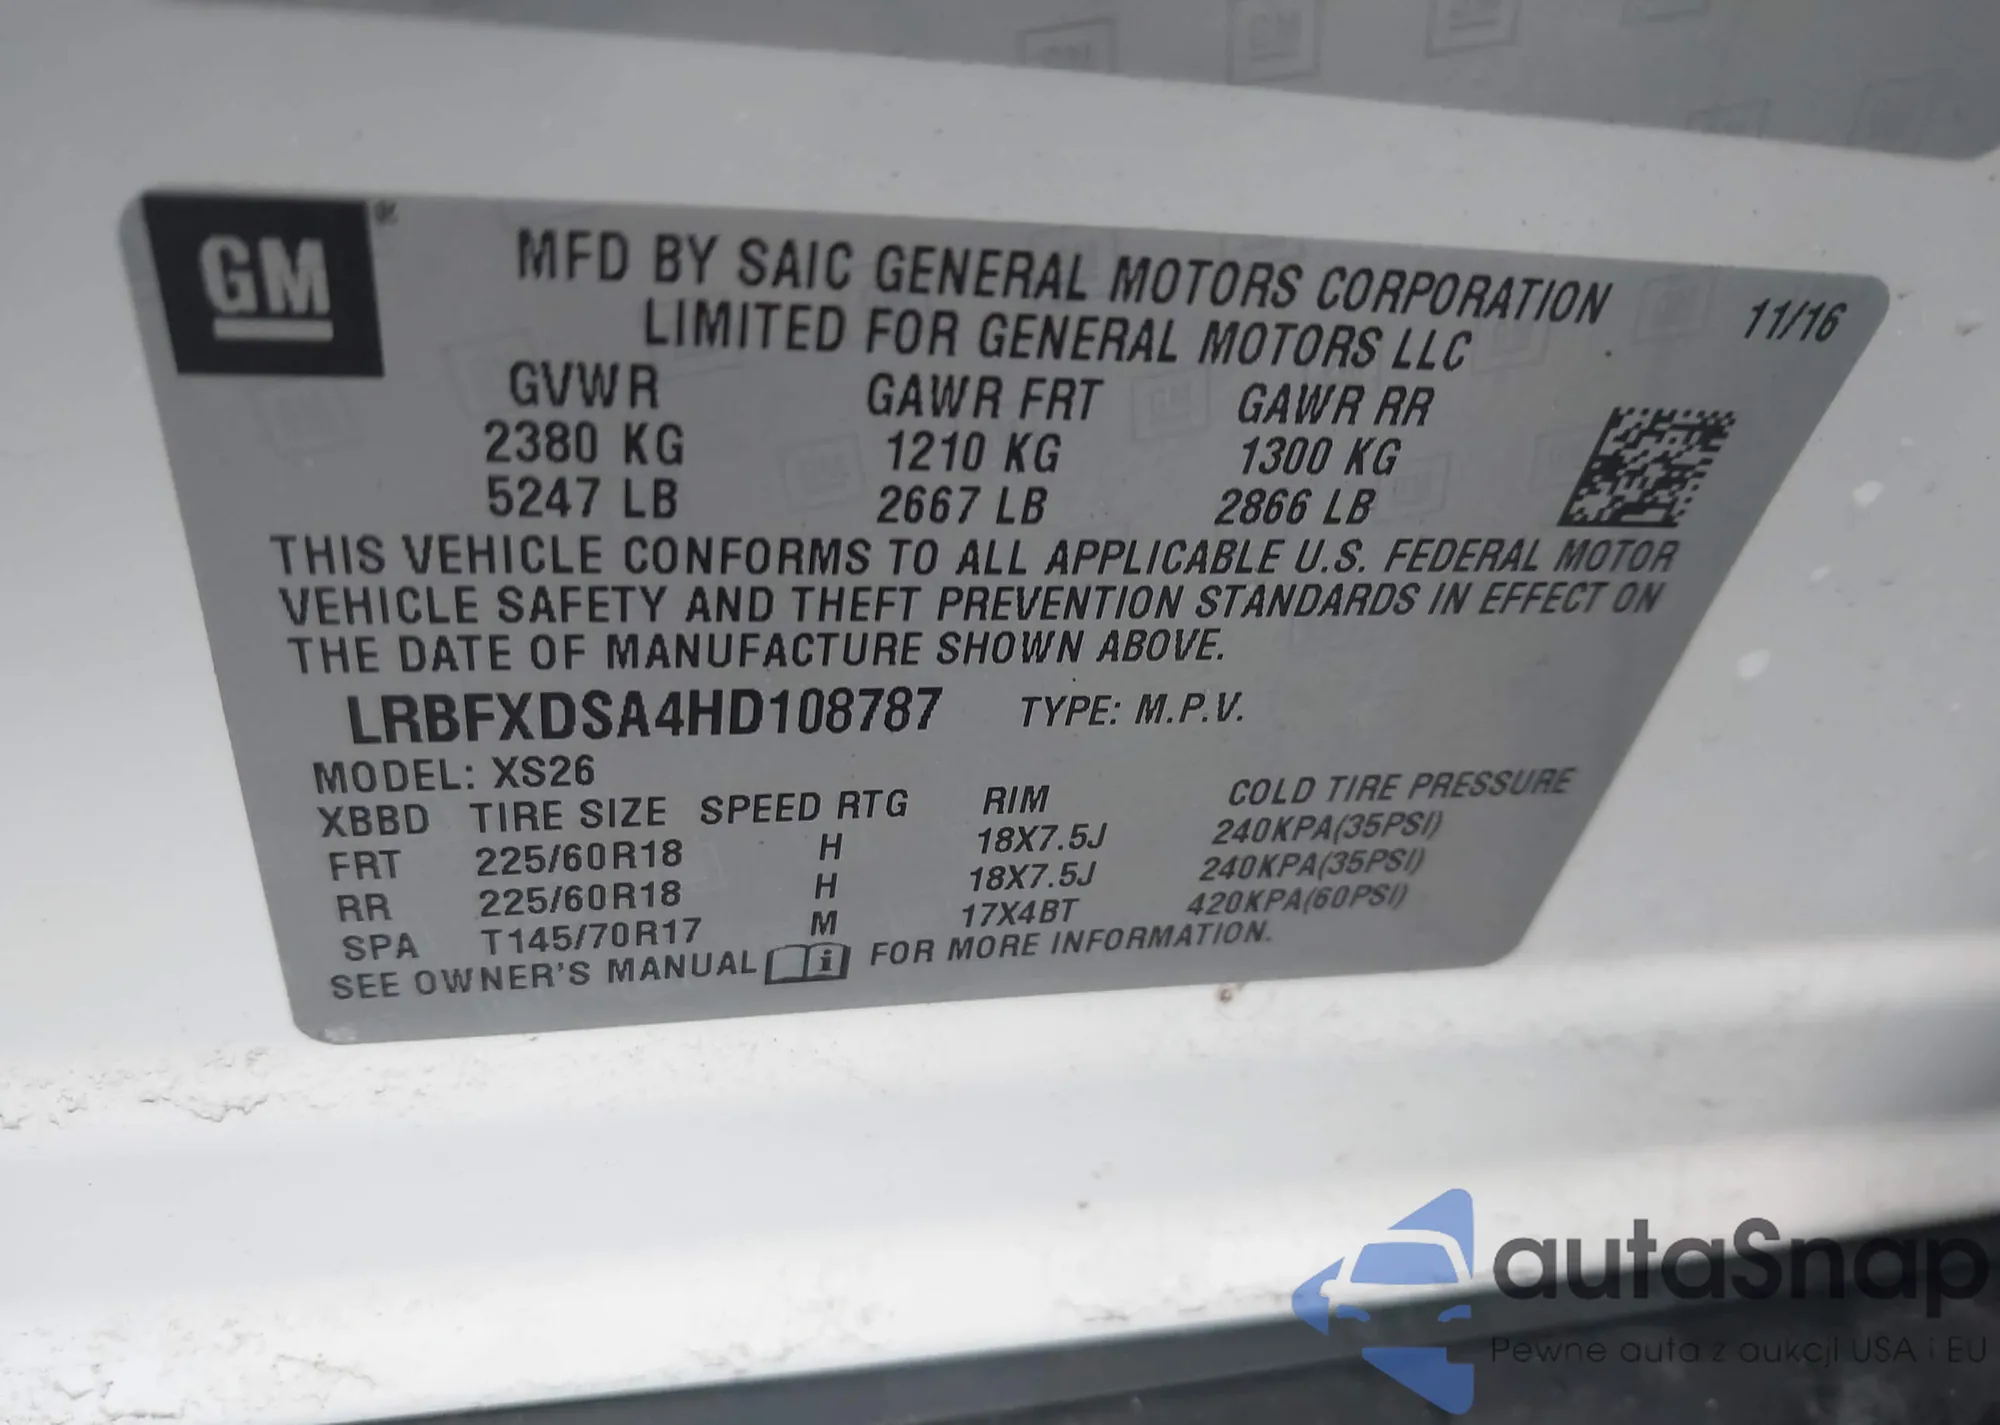 GM ®
MFD BY SAIC GENERAL MOTORS CORPORATION
LIMITED FOR GENERAL MOTORS LLC
11/16
GVWR GAWR FRT GAWR RR
2380 KG 1210 KG 1300 KG
5247 LB 2667 LB 2866 LB
THIS VEHICLE CONFORMS TO ALL APPLICABLE U.S. FEDERAL MOTOR
VEHICLE SAFETY AND THEFT PREVENTION STANDARDS IN EFFECT ON
THE DATE OF MANUFACTURE SHOWN ABOVE.
LRBFXDSA4HD108787 TYPE: M.P.V.
MODEL: XS26
XBBD TIRE SIZE SPEED RTG RIM COLD TIRE PRESSURE
FRT 225/60R18 H 18X7.5J 240KPA(35PSI)
RR 225/60R18 H 18X7.5J 240KPA(35PSI)
SPA T145/70R17 M 17X4BT 420KPA(60PSI)
SEE OWNER'S MANUAL i FOR MORE INFORMATION.
autoSnap
Pewne auta z aukcji USA i EU